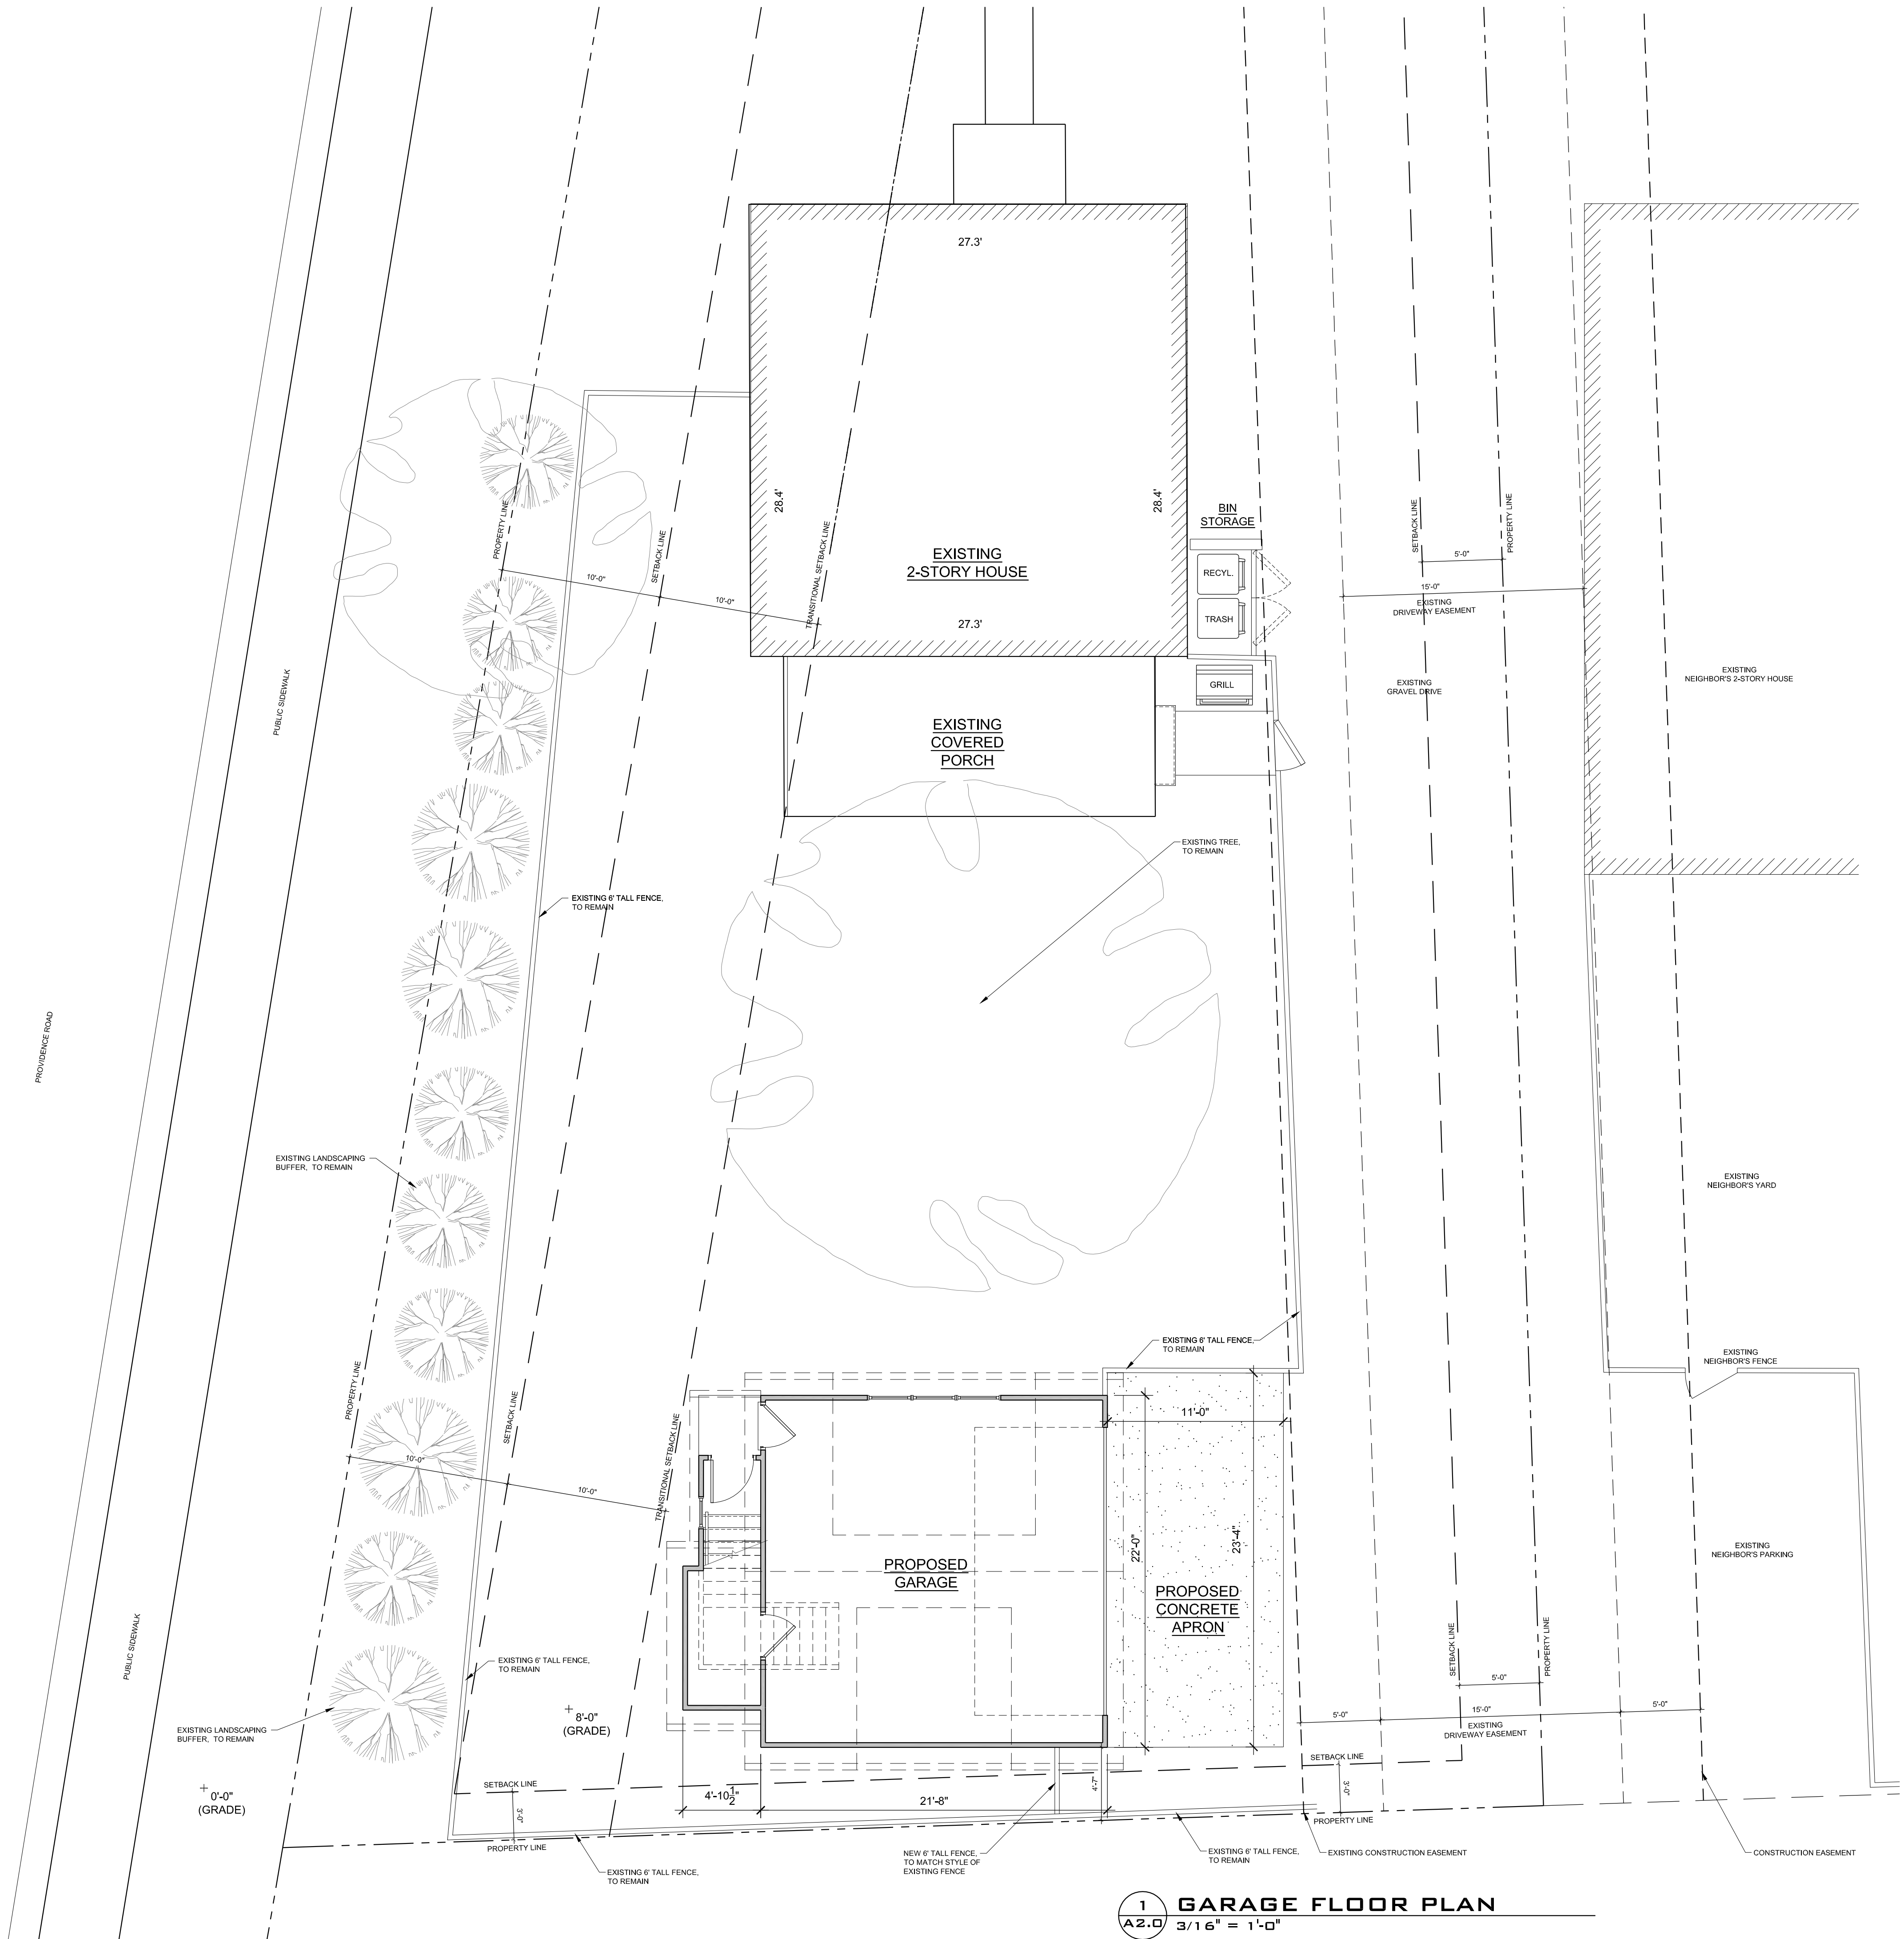 27.3'
28.4'
28.4'
EXISTING
2-STORY HOUSE
27.3'
BIN
STORAGE
RECYL.
TRASH
GRILL
PROPERTY LINE
SETBACK LINE
TRANSITIONAL SETBACK LINE
10'-0"
10'-0"
SETBACK LINE
PROPERTY LINE
5'-0"
15'-0"
EXISTING
DRIVEWAY EASEMENT
EXISTING
GRAVEL DRIVE
EXISTING
NEIGHBOR'S 2-STORY HOUSE
PUBLIC SIDEWALK
EXISTING
COVERED
PORCH
EXISTING TREE,
TO REMAIN
EXISTING 6' TALL FENCE,
TO REMAIN
PROVIDENCE ROAD
EXISTING LANDSCAPING
BUFFER, TO REMAIN
EXISTING
NEIGHBOR'S YARD
EXISTING 6' TALL FENCE,
TO REMAIN
EXISTING
NEIGHBOR'S FENCE
PROPERTY LINE
SETBACK LINE
TRANSITIONAL SETBACK LINE
10'-0"
10'-0"
11'-0"
22'-0"
23'-4"
PROPOSED
GARAGE
PROPOSED
CONCRETE
APRON
EXISTING
NEIGHBOR'S PARKING
PUBLIC SIDEWALK
SETBACK LINE
PROPERTY LINE
EXISTING 6' TALL FENCE,
TO REMAIN
5'-0"
5'-0"
15'-0"
5'-0"
EXISTING
DRIVEWAY EASEMENT
8'-0"
(GRADE)
EXISTING LANDSCAPING
BUFFER, TO REMAIN
0'-0"
(GRADE)
SETBACK LINE
3'-0"
PROPERTY LINE
4'-10 1/2"
21'-8"
4'-7"
SETBACK LINE
3'-0"
PROPERTY LINE
EXISTING 6' TALL FENCE,
TO REMAIN
NEW 6' TALL FENCE,
TO MATCH STYLE OF
EXISTING FENCE
EXISTING 6' TALL FENCE,
TO REMAIN
EXISTING CONSTRUCTION EASEMENT
CONSTRUCTION EASEMENT
1
A2.0
GARAGE FLOOR PLAN
3/16" = 1'-0"